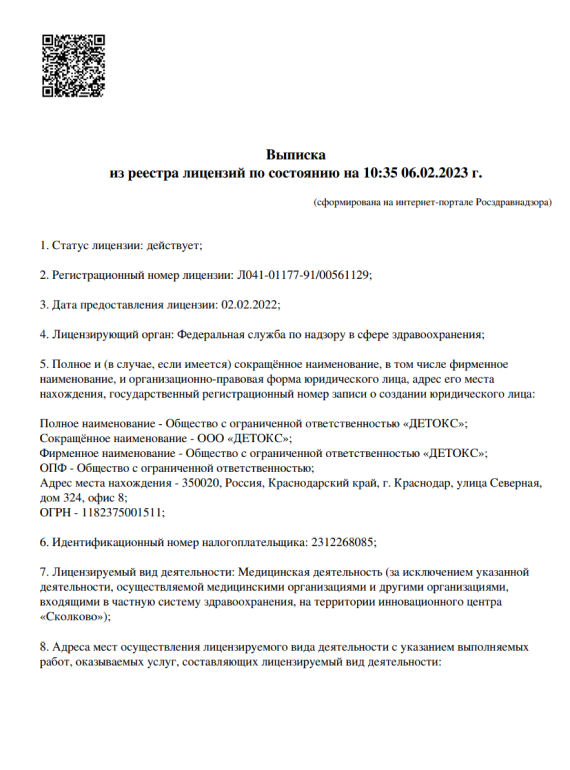 Выписка
из реестра лицензий по состоянию на 10:35 06.02.2023 г.
(сформирована на интернет-портале Росздравнадзора)
1. Статус лицензии: действует;
2. Регистрационный номер лицензии: Л041-01177-91/00561129;
3. Дата предоставления лицензии: 02.02.2022;
4. Лицензирующий орган: Федеральная служба по надзору в сфере здравоохранения;
5. Полное и (в случае, если имеется) сокращённое наименование, в том числе фирменное
наименование, и организационно-правовая форма юридического лица, адрес его места
нахождения, государственный регистрационный номер записи о создании юридического лица:
Полное наименование - Общество с ограниченной ответственностью «ДЕТОКС»;
Сокращённое наименование - ООО «ДЕТОКС»;
Фирменное наименование - Общество с ограниченной ответственностью «ДЕТОКС»;
ОПФ - Общество с ограниченной ответственностью;
Адрес места нахождения - 350020, Россия, Краснодарский край, г. Краснодар, улица Северная,
дом 324, офис 8;
ОГРН - 1182375001511;
6. Идентификационный номер налогоплательщика: 2312268085;
7. Лицензируемый вид деятельности: Медицинская деятельность (за исключением указанной
деятельности, осуществляемой медицинскими организациями и другими организациями,
входящими в частную систему здравоохранения, на территории инновационного центра
«Сколково»);
8. Адреса мест осуществления лицензируемого вида деятельности с указанием выполняемых
работ, оказываемых услуг, составляющих лицензируемый вид деятельности: